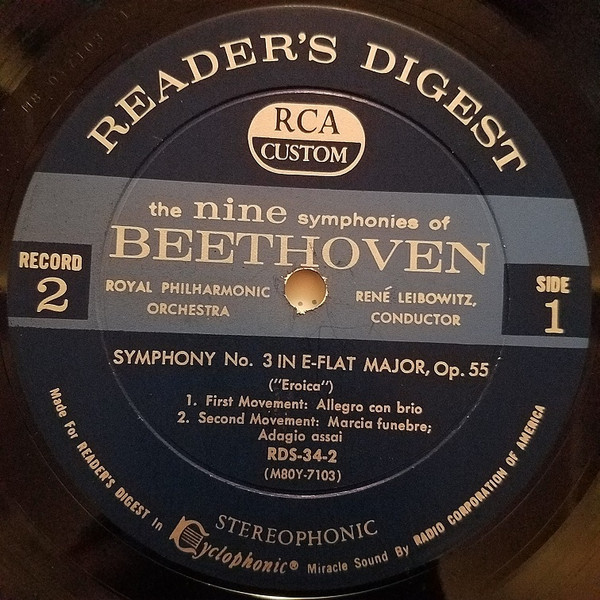 READER'S DIGEST
RCA
CUSTOM
the nine symphonies of
BEETHOVEN
RECORD
2
ROYAL PHILHARMONIC
ORCHESTRA
RENÉ LEIBOWITZ,
CONDUCTOR
SIDE
1
SYMPHONY No. 3 IN E-FLAT MAJOR, Op. 55
("Eroica")
1. First Movement: Allegro con brio
2. Second Movement: Marcia funebre;
Adagio assai
RDS-34-2
(M80Y-7103)
STEREOPHONIC
Made For READER'S DIGEST In Cyclophonic® Miracle Sound By RADIO CORPORATION OF AMERICA